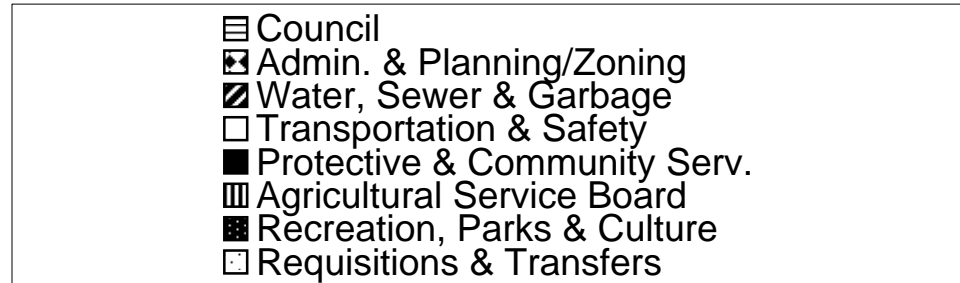 Council
Admin. & Planning/Zoning
Water, Sewer & Garbage
Transportation & Safety
Protective & Community Serv.
Agricultural Service Board
Recreation, Parks & Culture
Requisitions & Transfers